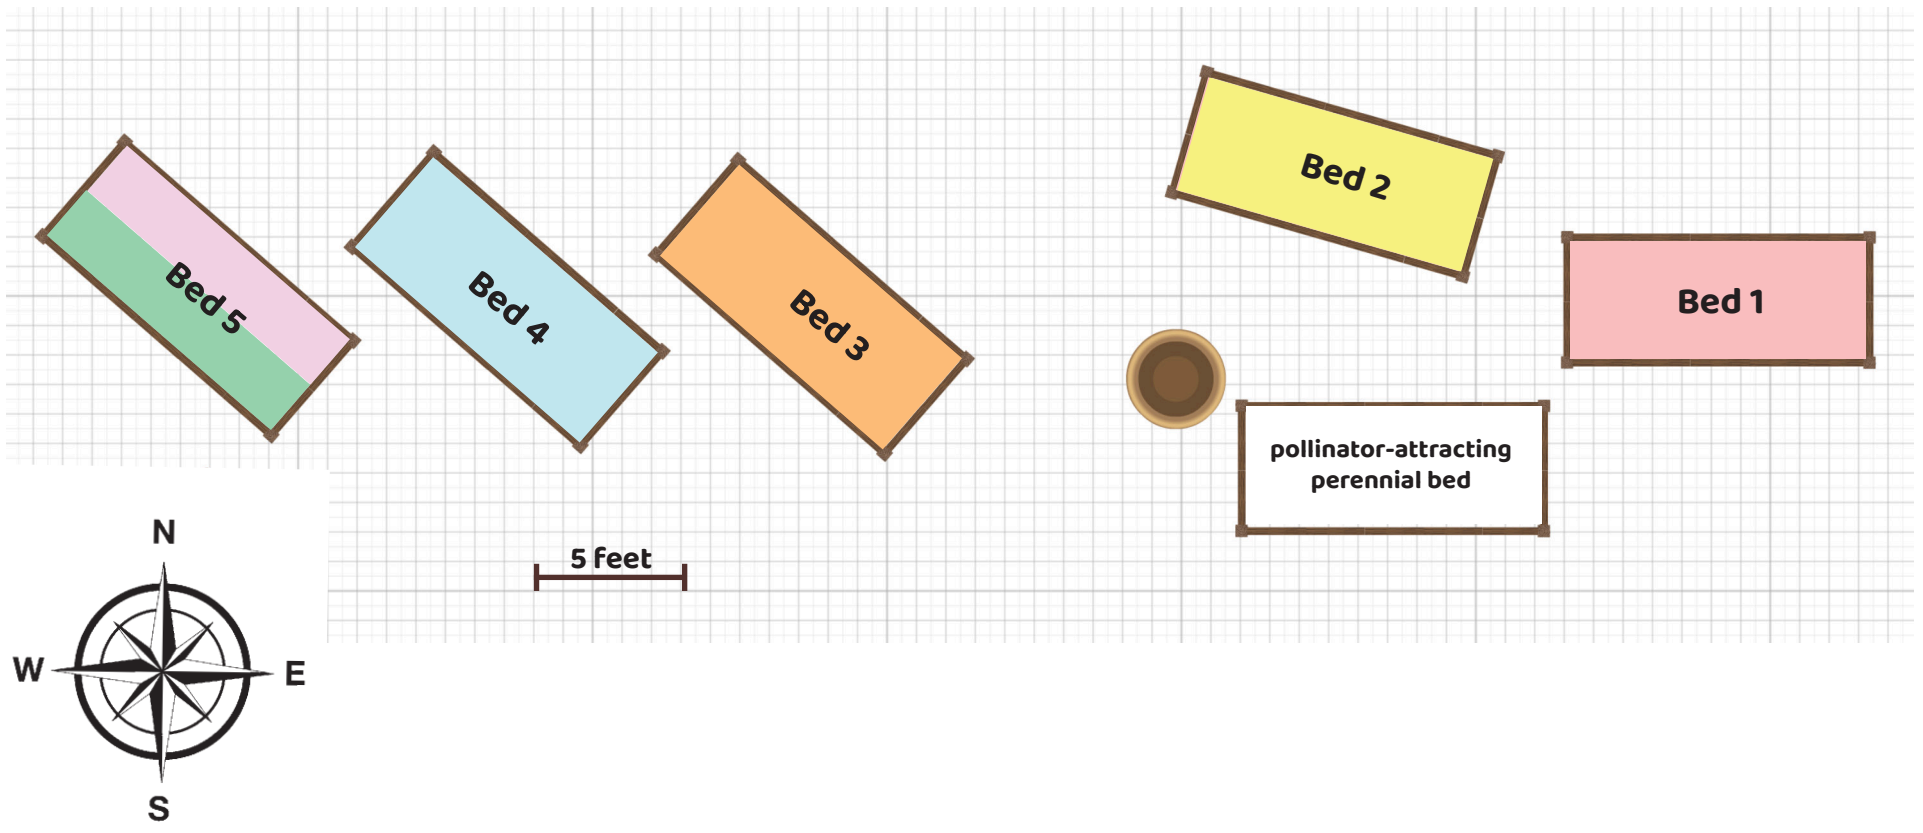 Bed 5
Bed 4
Bed 3
Bed 2
Bed 1
pollinator-attracting
perennial bed
5 feet
N
W
E
S